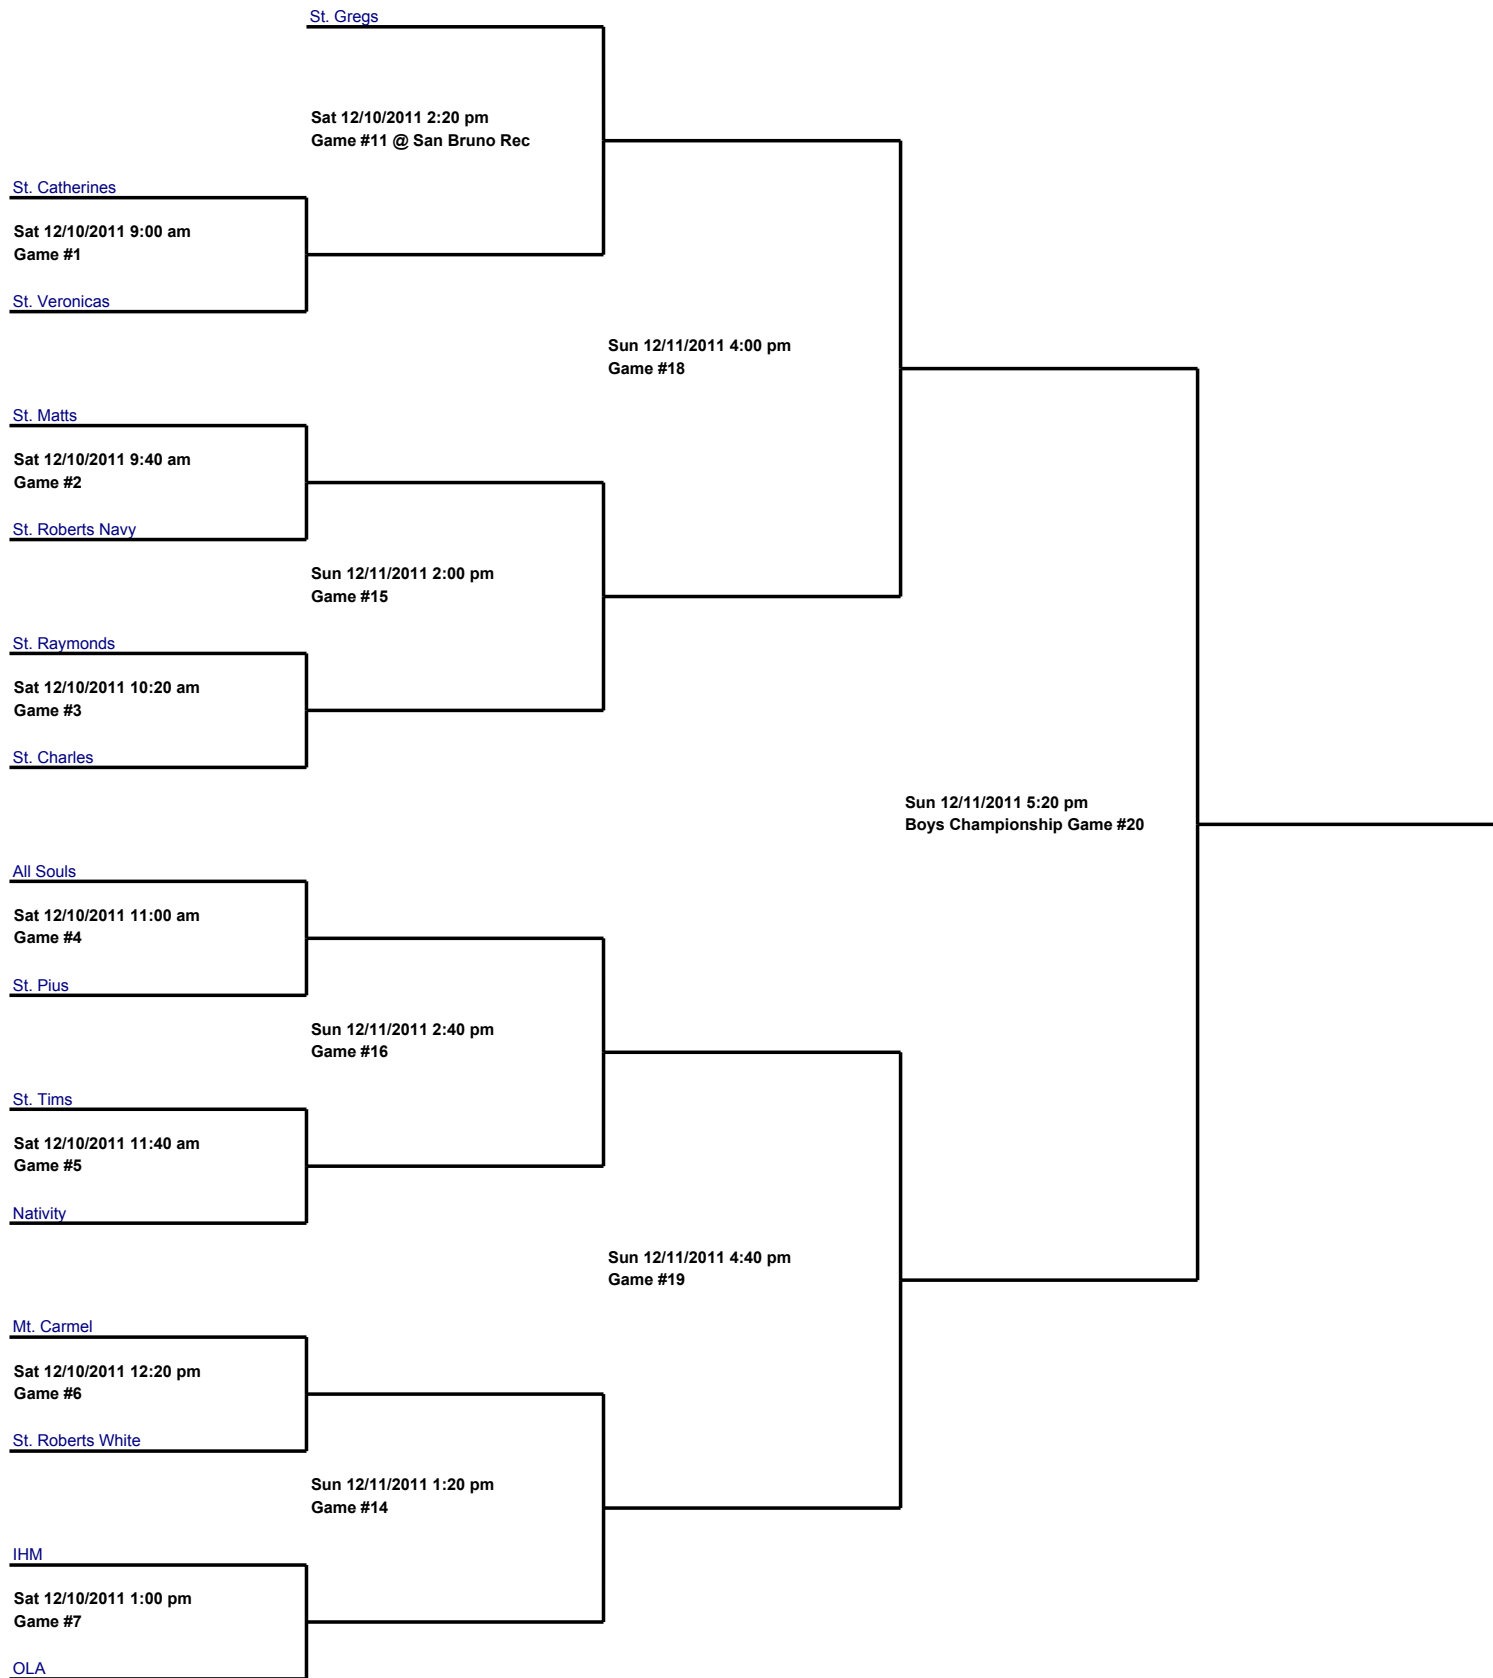 St. Gregs
Sat 12/10/2011 2:20 pm
Game #11 @ San Bruno Rec
St. Catherines
Sat 12/10/2011 9:00 am
Game #1
St. Veronicas
Sun 12/11/2011 4:00 pm
Game #18
St. Matts
Sat 12/10/2011 9:40 am
Game #2
St. Roberts Navy
Sun 12/11/2011 2:00 pm
Game #15
St. Raymonds
Sat 12/10/2011 10:20 am
Game #3
St. Charles
Sun 12/11/2011 5:20 pm
Boys Championship Game #20
All Souls
Sat 12/10/2011 11:00 am
Game #4
St. Pius
Sun 12/11/2011 2:40 pm
Game #16
St. Tims
Sat 12/10/2011 11:40 am
Game #5
Nativity
Sun 12/11/2011 4:40 pm
Game #19
Mt. Carmel
Sat 12/10/2011 12:20 pm
Game #6
St. Roberts White
Sun 12/11/2011 1:20 pm
Game #14
IHM
Sat 12/10/2011 1:00 pm
Game #7
OLA